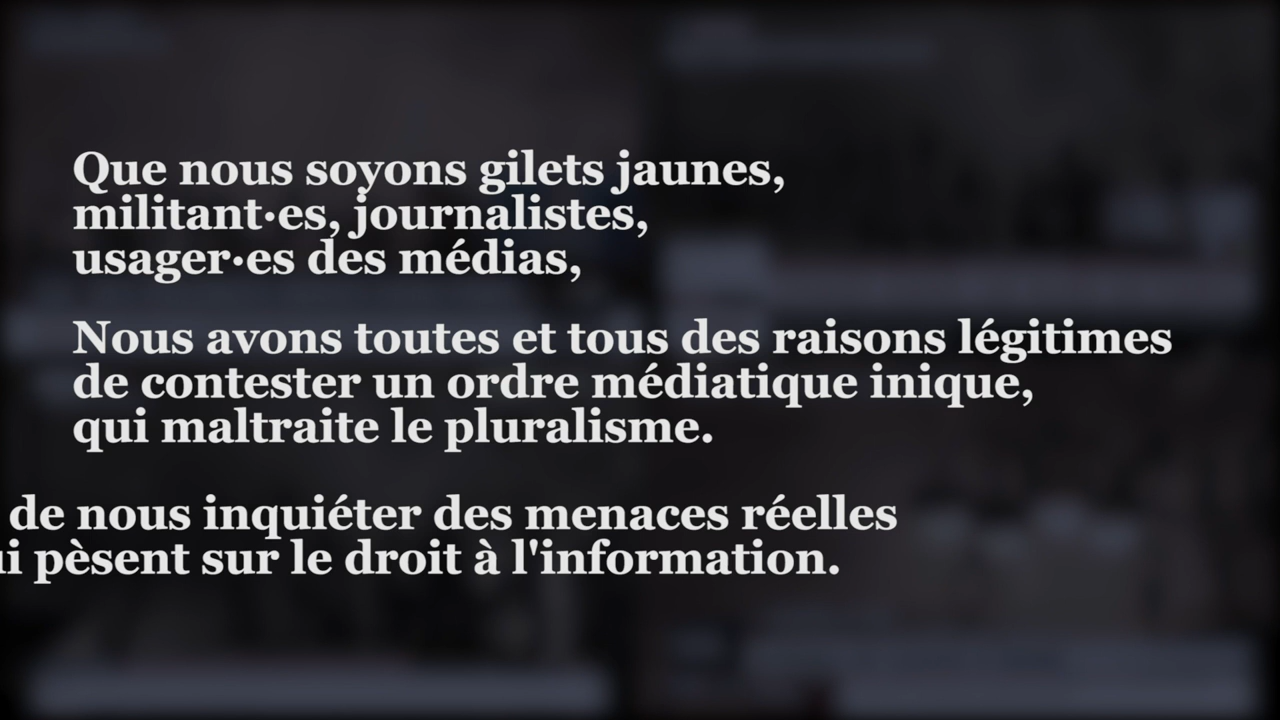 Que nous soyons gilets jaunes,
militant·es, journalistes,
usager·es des médias,
Nous avons toutes et tous des raisons légitimes
de contester un ordre médiatique inique,
qui maltraite le pluralisme.
de nous inquiéter des menaces réelles
pèsent sur le droit à l'information.